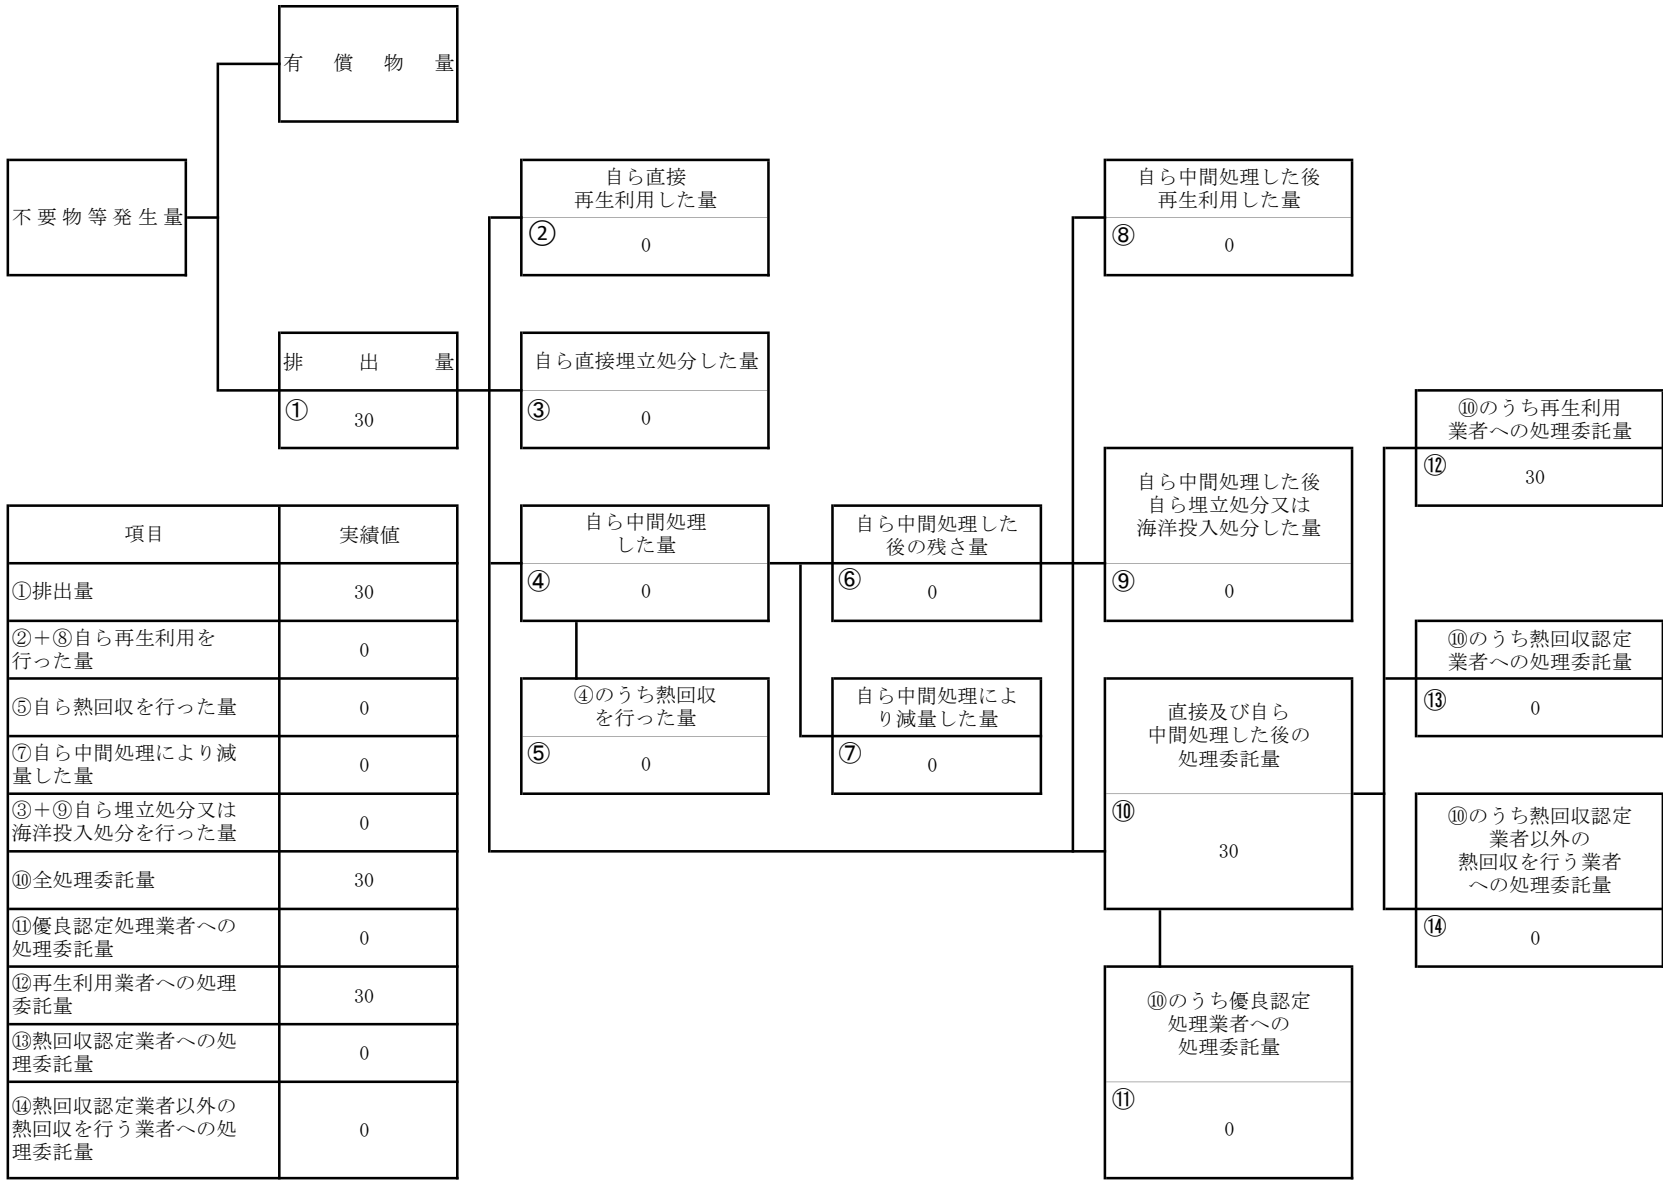 有償物量
不要物等発生量
排出量
①
30
自ら直接
再生利用した量
②
0
自ら直接埋立処分した量
③
0
自ら中間処理
した量
④
0
④のうち熱回収
を行った量
⑤
0
自ら中間処理した
後の残さ量
⑥
0
自ら中間処理によ
り減量した量
⑦
0
自ら中間処理した後
再生利用した量
⑧
0
自ら中間処理した後
自ら埋立処分又は
海洋投入処分した量
⑨
0
直接及び自ら
中間処理した後の
処理委託量
⑩
30
⑩のうち優良認定
処理業者への
処理委託量
⑪
0
⑩のうち再生利用
業者への処理委託量
⑫
30
⑩のうち熱回収認定
業者への処理委託量
⑬
0
⑩のうち熱回収認定
業者以外の
熱回収を行う業者
への処理委託量
⑭
0
項目 実績値
①排出量 30
②＋⑧自ら再生利用を
行った量 0
⑤自ら熱回収を行った量 0
⑦自ら中間処理により減
量した量 0
③＋⑨自ら埋立処分又は
海洋投入処分を行った量 0
⑩全処理委託量 30
⑪優良認定処理業者への
処理委託量 0
⑫再生利用業者への処理
委託量 30
⑬熱回収認定業者への処
理委託量 0
⑭熱回収認定業者以外の
熱回収を行う業者への処
理委託量 0